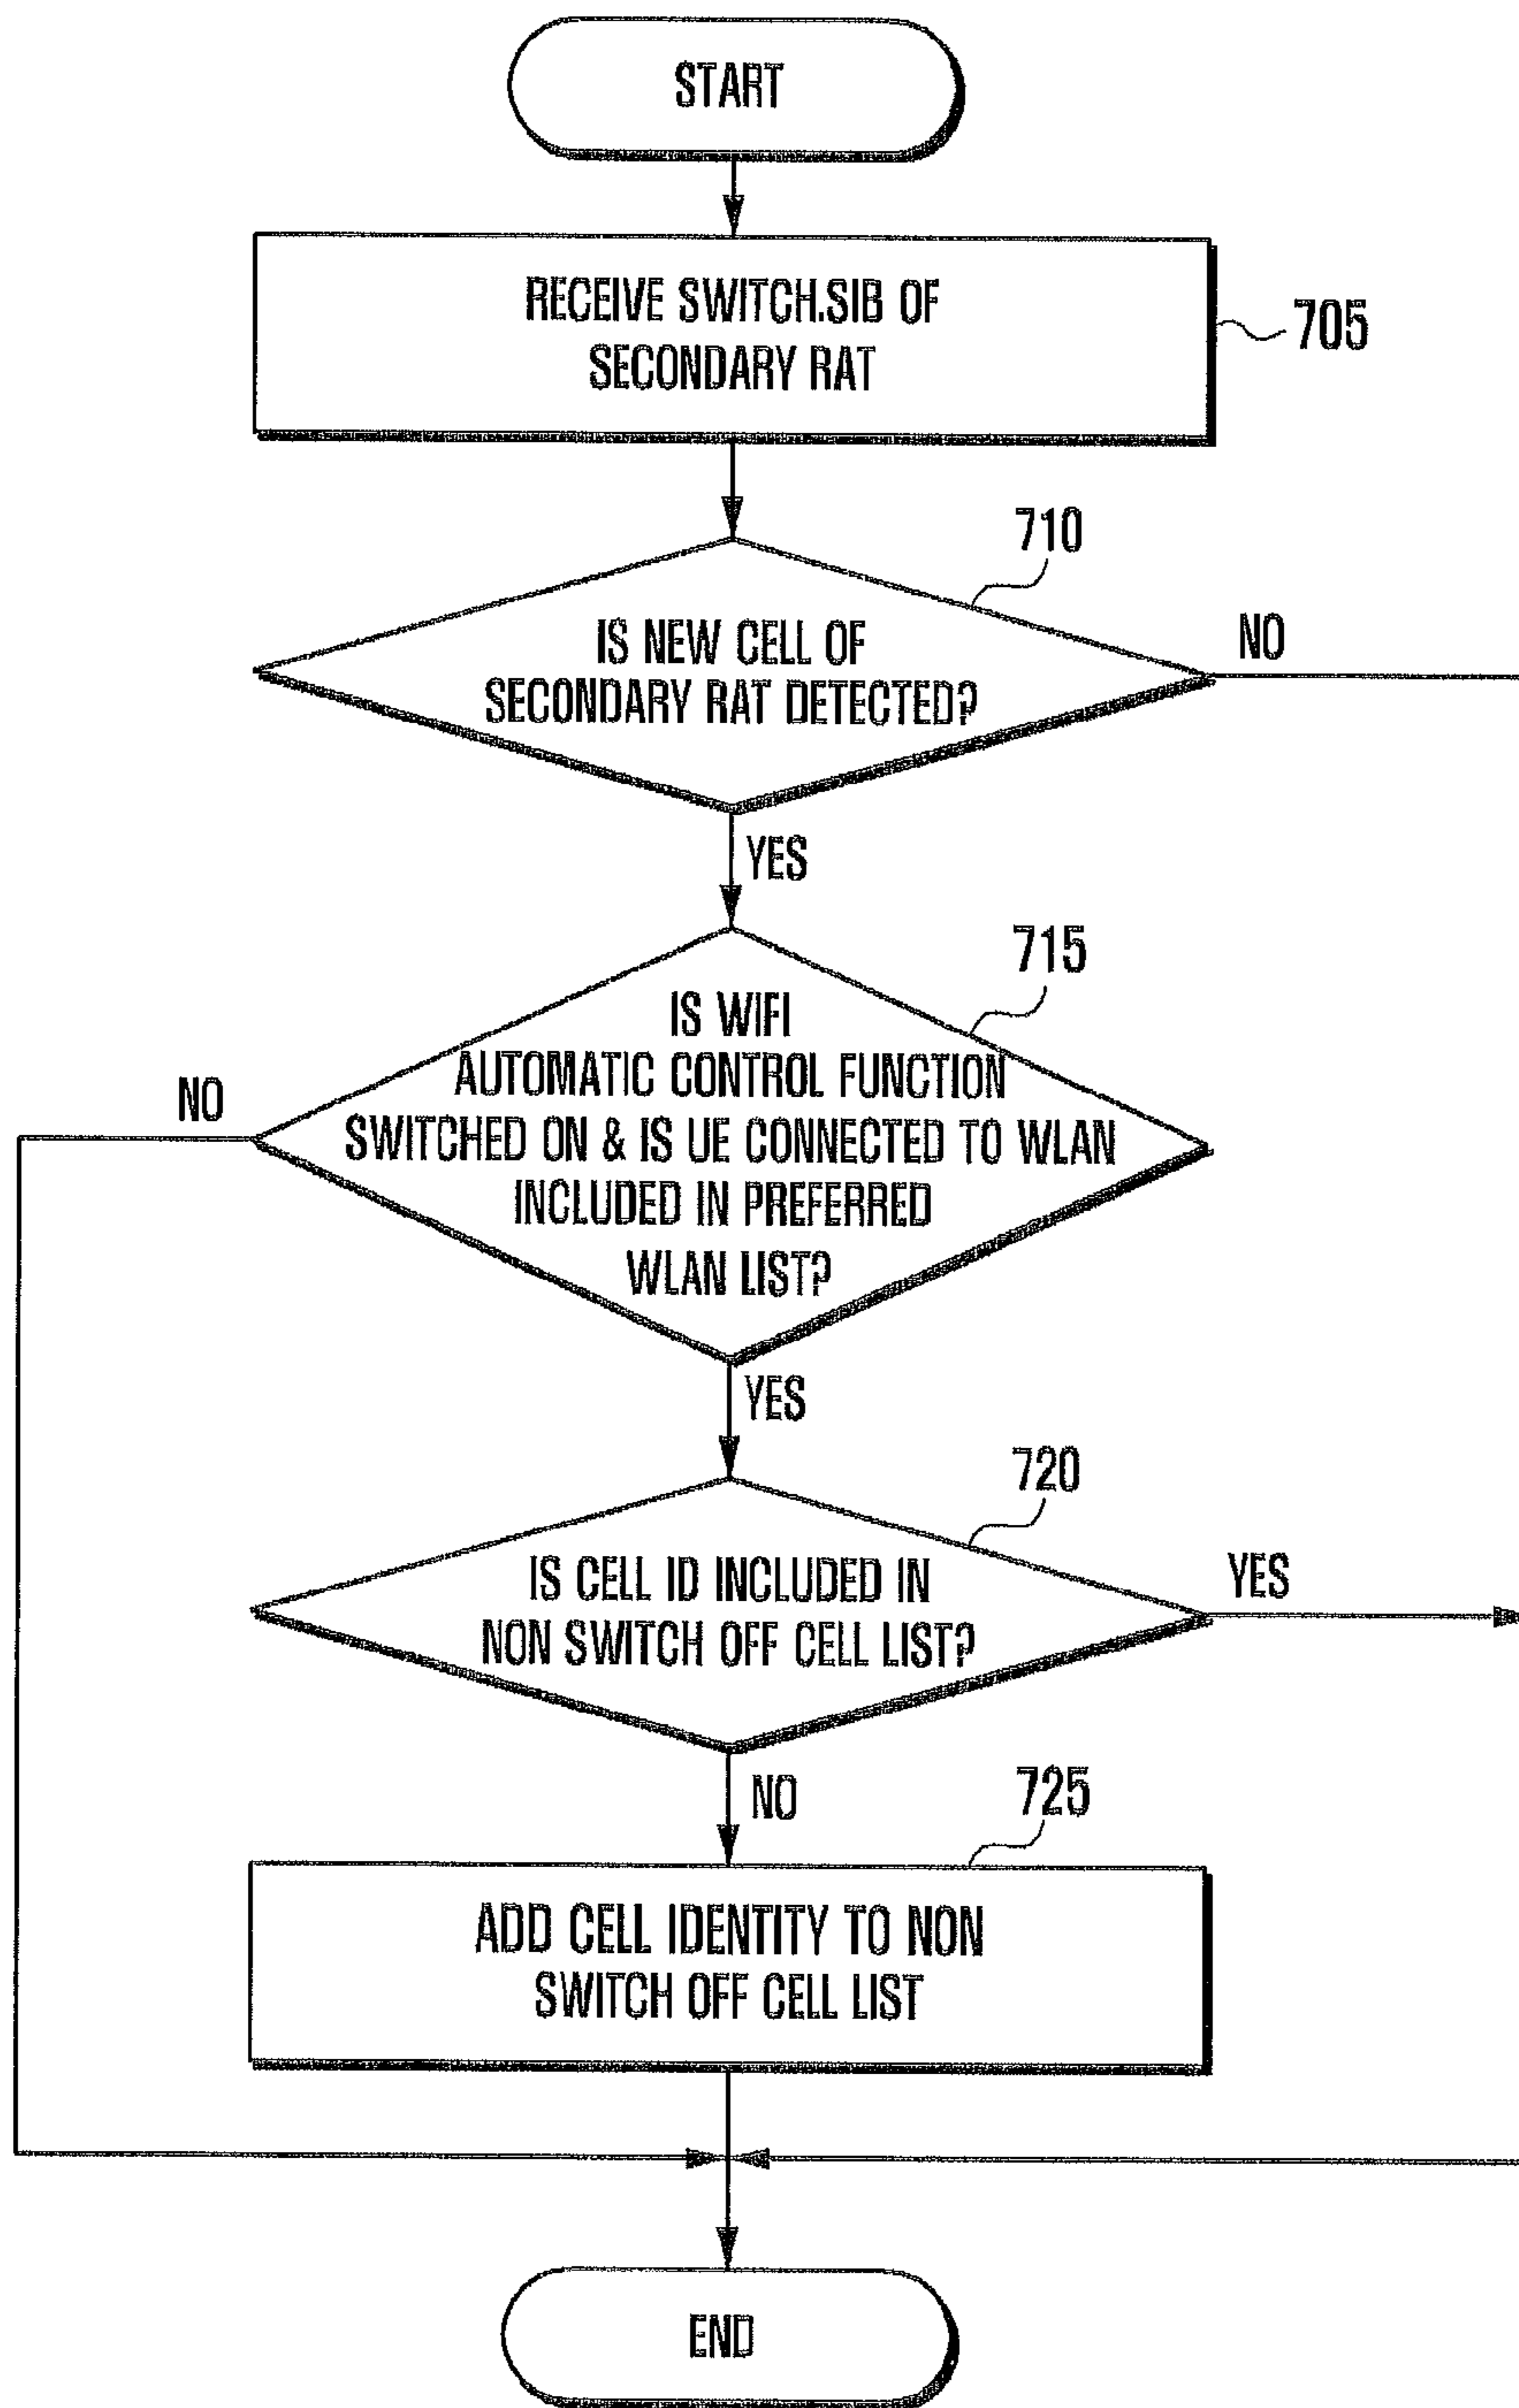 START
RECEIVE SWITCH.SIB OF
SECONDARY RAT
705
710
IS NEW CELL OF
SECONDARY RAT DETECTED?
NO
YES
715
IS WIFI
AUTOMATIC CONTROL FUNCTION
SWITCHED ON & IS UE CONNECTED TO WLAN
INCLUDED IN PREFERRED
WLAN LIST?
NO
YES
720
IS CELL ID INCLUDED IN
NON SWITCH OFF CELL LIST?
YES
NO
725
ADD CELL IDENTITY TO NON
SWITCH OFF CELL LIST
END